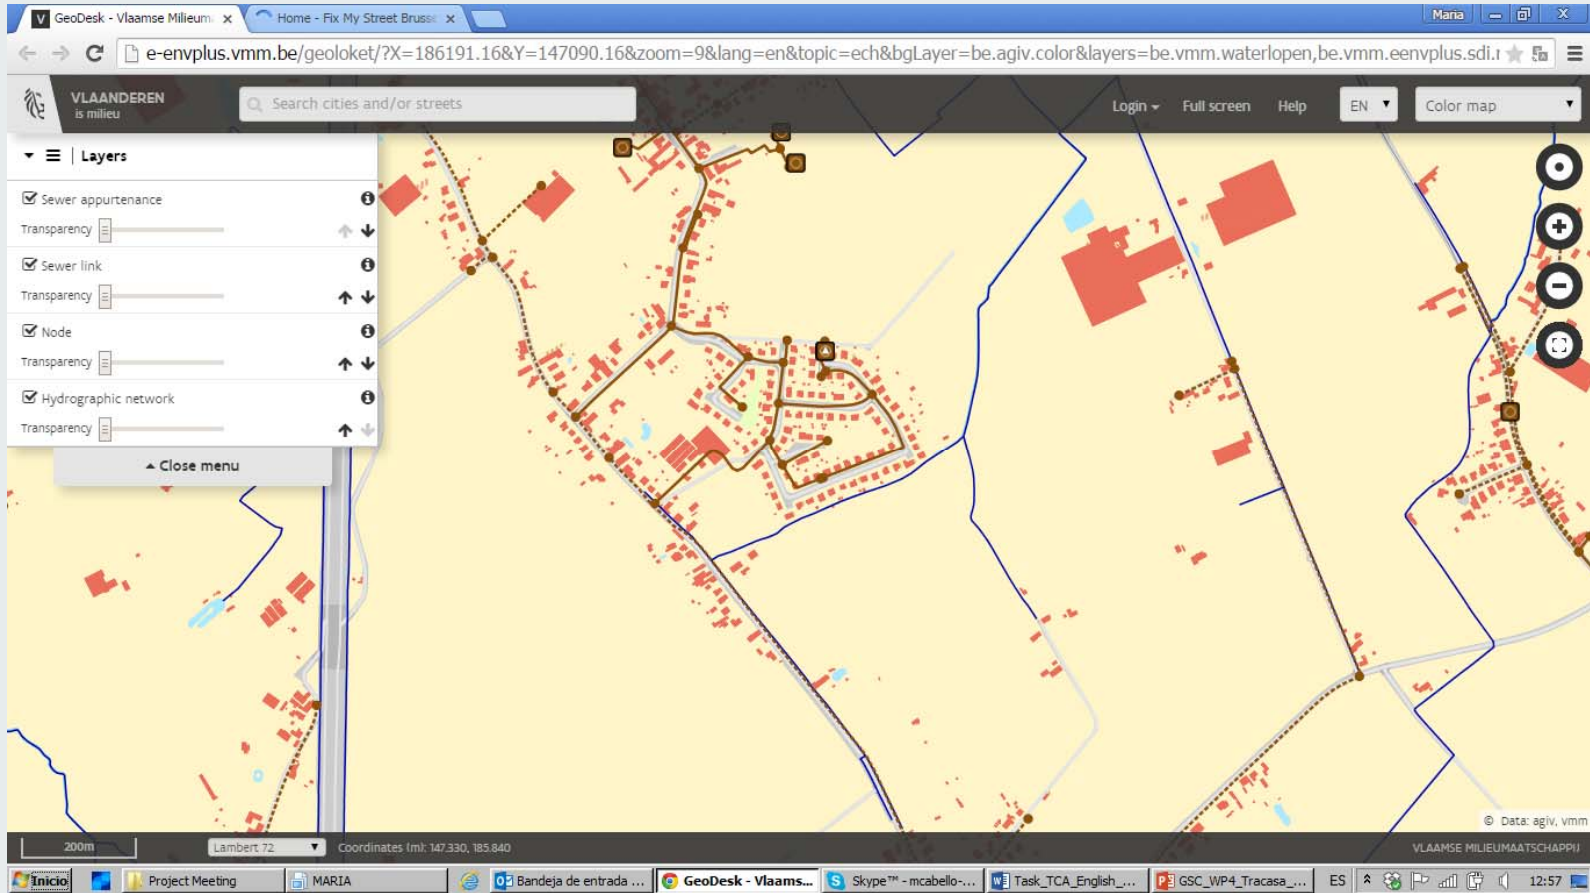 GeoDesk - Vlaamse Milieum
Home - Fix My Street Brusse
Maria
e-envplus.vmm.be/geoloket/?X=186191.16&Y=147090.16&zoom=9&lang=en&topic=ech&bgLayer=be.agiv.color&layers=be.vmm.waterlopen,be.vmm.eenvplus.sdi.r
VLAANDEREN
is milieu
Search cities and/or streets
Login
Full screen
Help
EN
Color map
Layers
Sewer appurtenance
Transparency
Sewer link
Transparency
Node
Transparency
Hydrographic network
Transparency
Close menu
© Data: agiv, vmm
200m
Lambert 72
Coordinates (m): 147.330, 185.840
VLAAMSE MILIEUMAATSCHAPPIJ
Inicio
Project Meeting
MARIA
Bandeja de entrada ...
GeoDesk - Vlaams...
Skype™ - mcabello-...
Task_TCA_English_...
GSC_WP4_Tracasa_...
ES
12:57